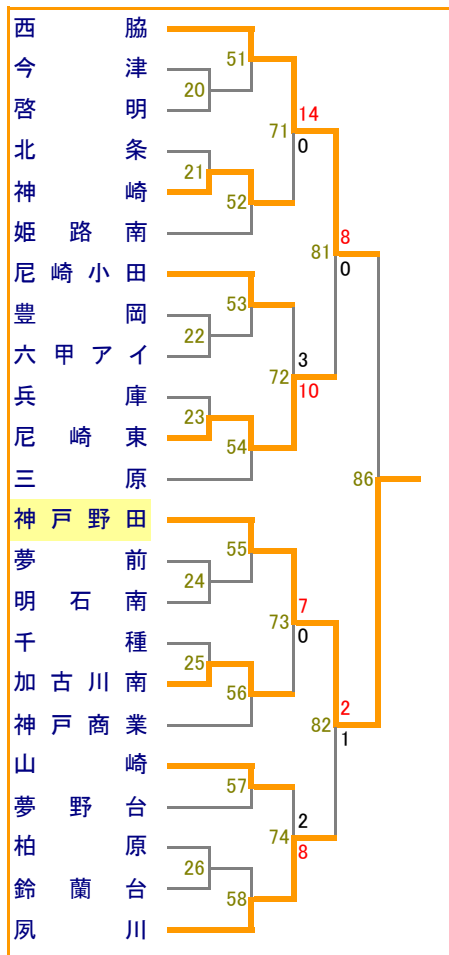 西脇
51
今津
20
啓明
14
71
0
北条
21
神崎
52
姫路南
8
81
0
尼崎小田
53
豊岡
22
六甲アイ
3
72
10
兵庫
23
尼崎東
54
三原
86
神戸野田
55
夢前
24
明石南
7
73
0
千種
25
加古川南
56
神戸商業
2
82
1
山崎
57
夢野台
2
74
8
柏原
26
鈴蘭台
58
夙川